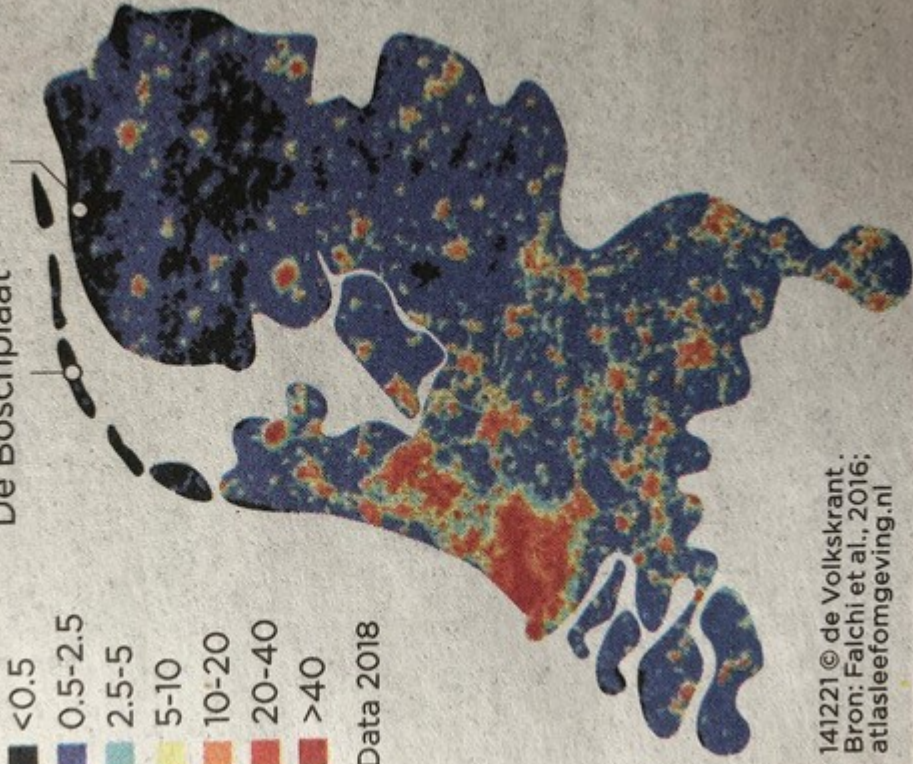 De Boschplaat
<0.5
0.5-2.5
2.5-5
5-10
10-20
20-40
>40
Data 2018
141221 © de Volkskrant.
Bron: Falchi et al., 2016;
atlasleefomgeving.nl